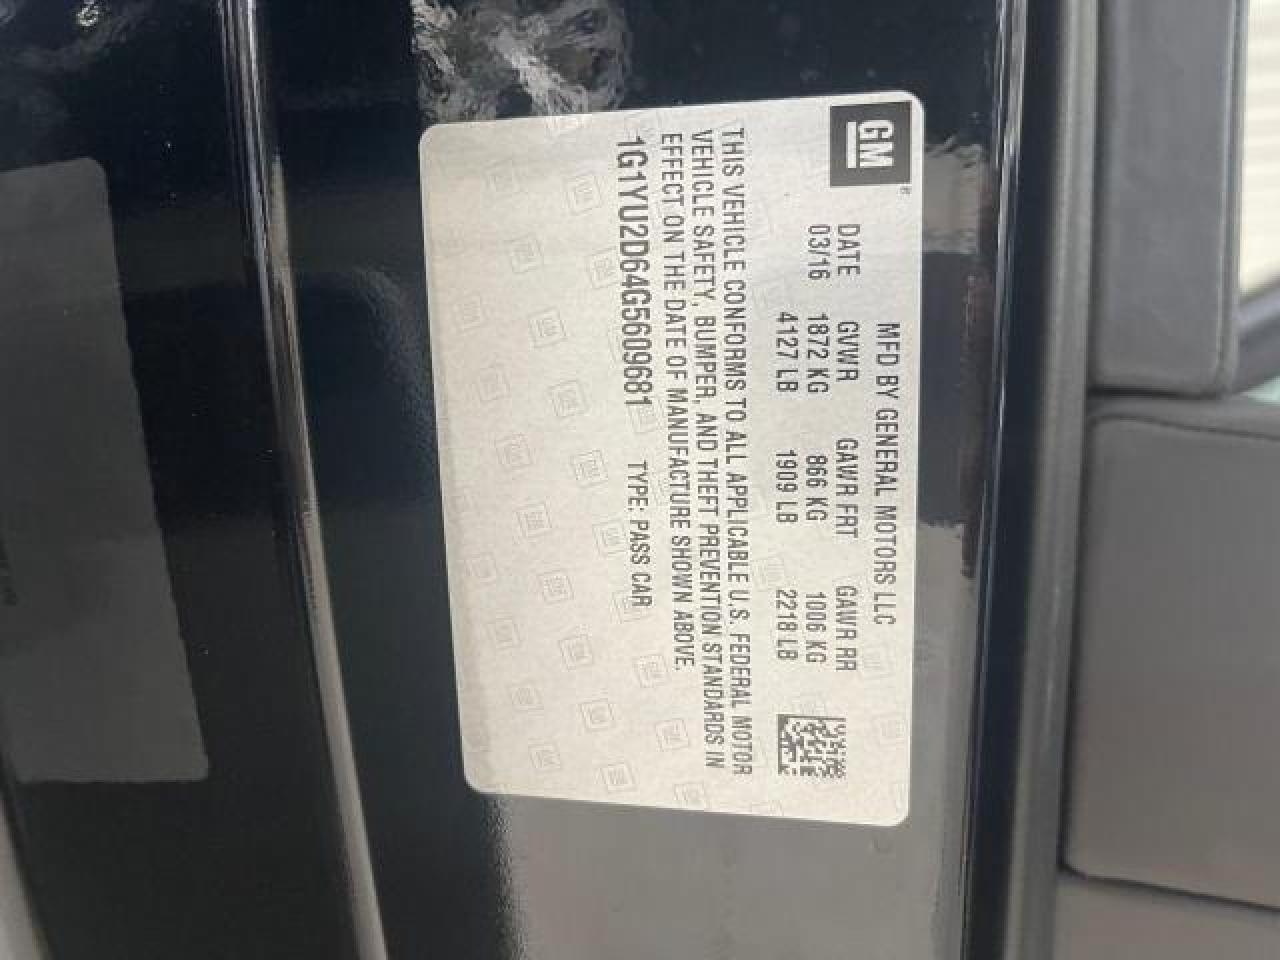 GM®
MFD BY GENERAL MOTORS LLC
DATE GVWR GAWR FRT GAWR RR
03/16 1872 KG 866 KG 1006 KG
4127 LB 1909 LB 2218 LB
THIS VEHICLE CONFORMS TO ALL APPLICABLE U.S. FEDERAL MOTOR
VEHICLE SAFETY, BUMPER, AND THEFT PREVENTION STANDARDS IN
EFFECT ON THE DATE OF MANUFACTURE SHOWN ABOVE.
1G1YU2D64G5609681 TYPE: PASS CAR